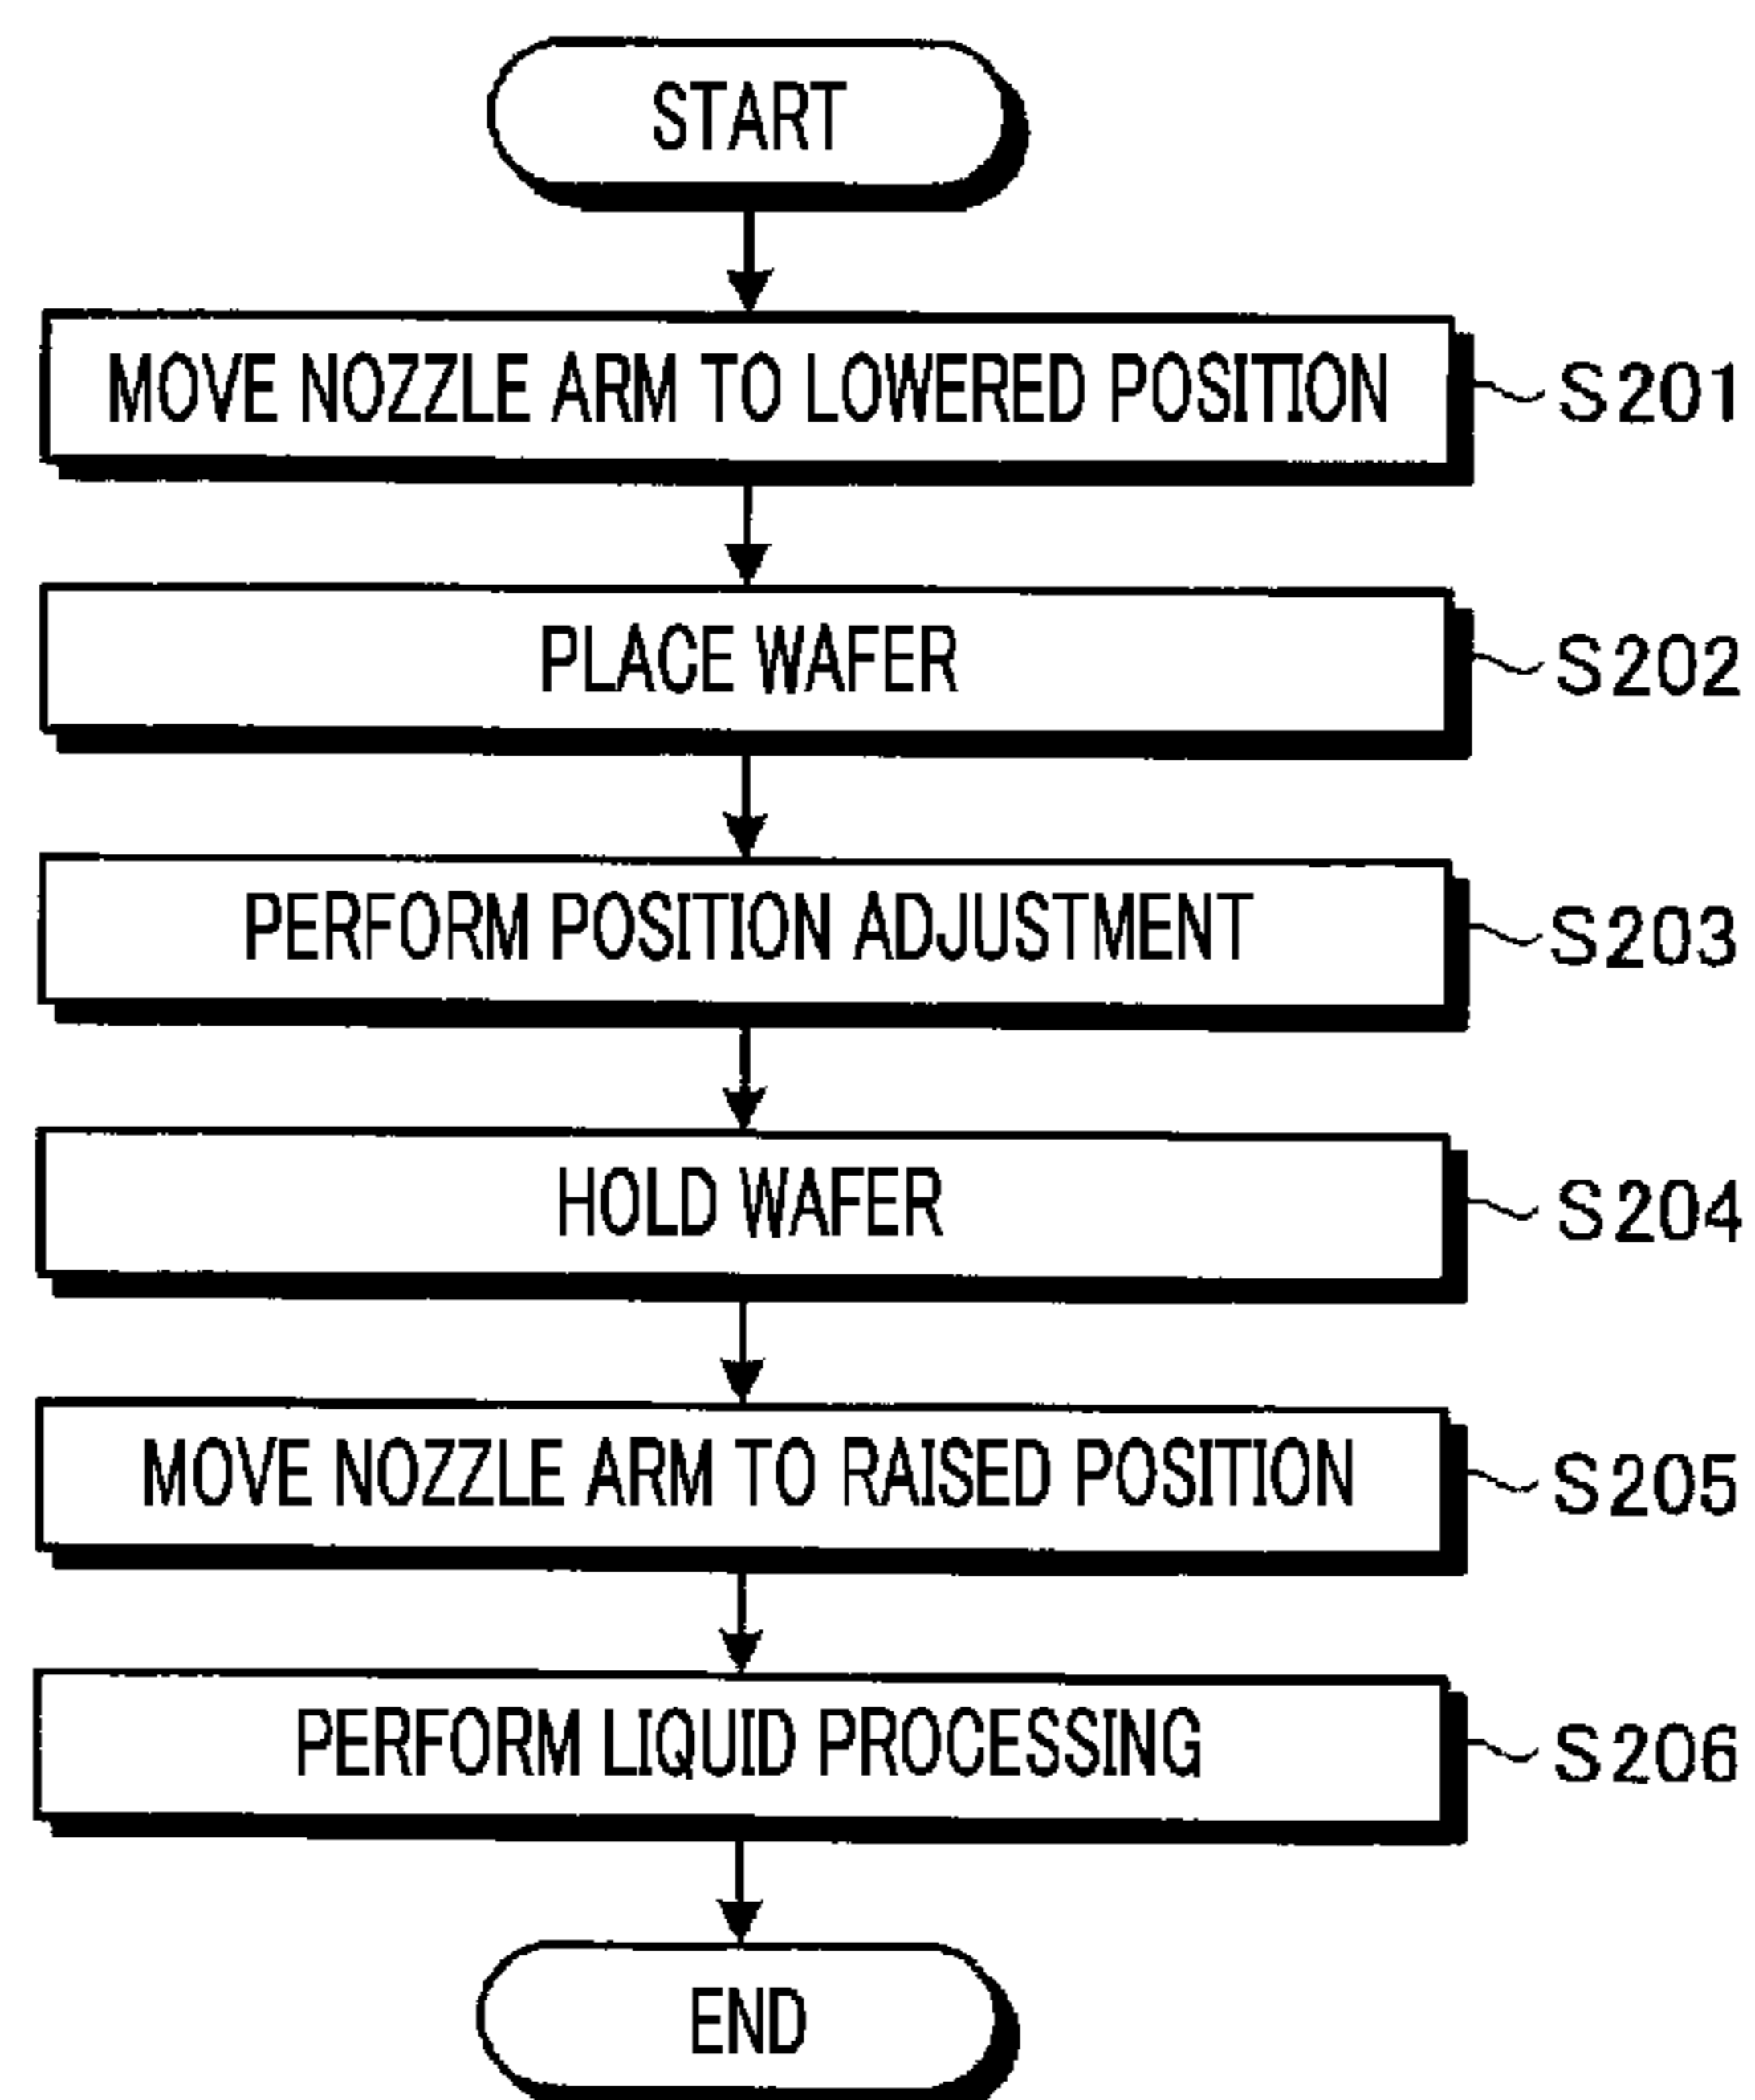 START
MOVE NOZZLE ARM TO LOWERED POSITION
S201
PLACE WAFER
S202
PERFORM POSITION ADJUSTMENT
S203
HOLD WAFER
S204
MOVE NOZZLE ARM TO RAISED POSITION
S205
PERFORM LIQUID PROCESSING
S206
END